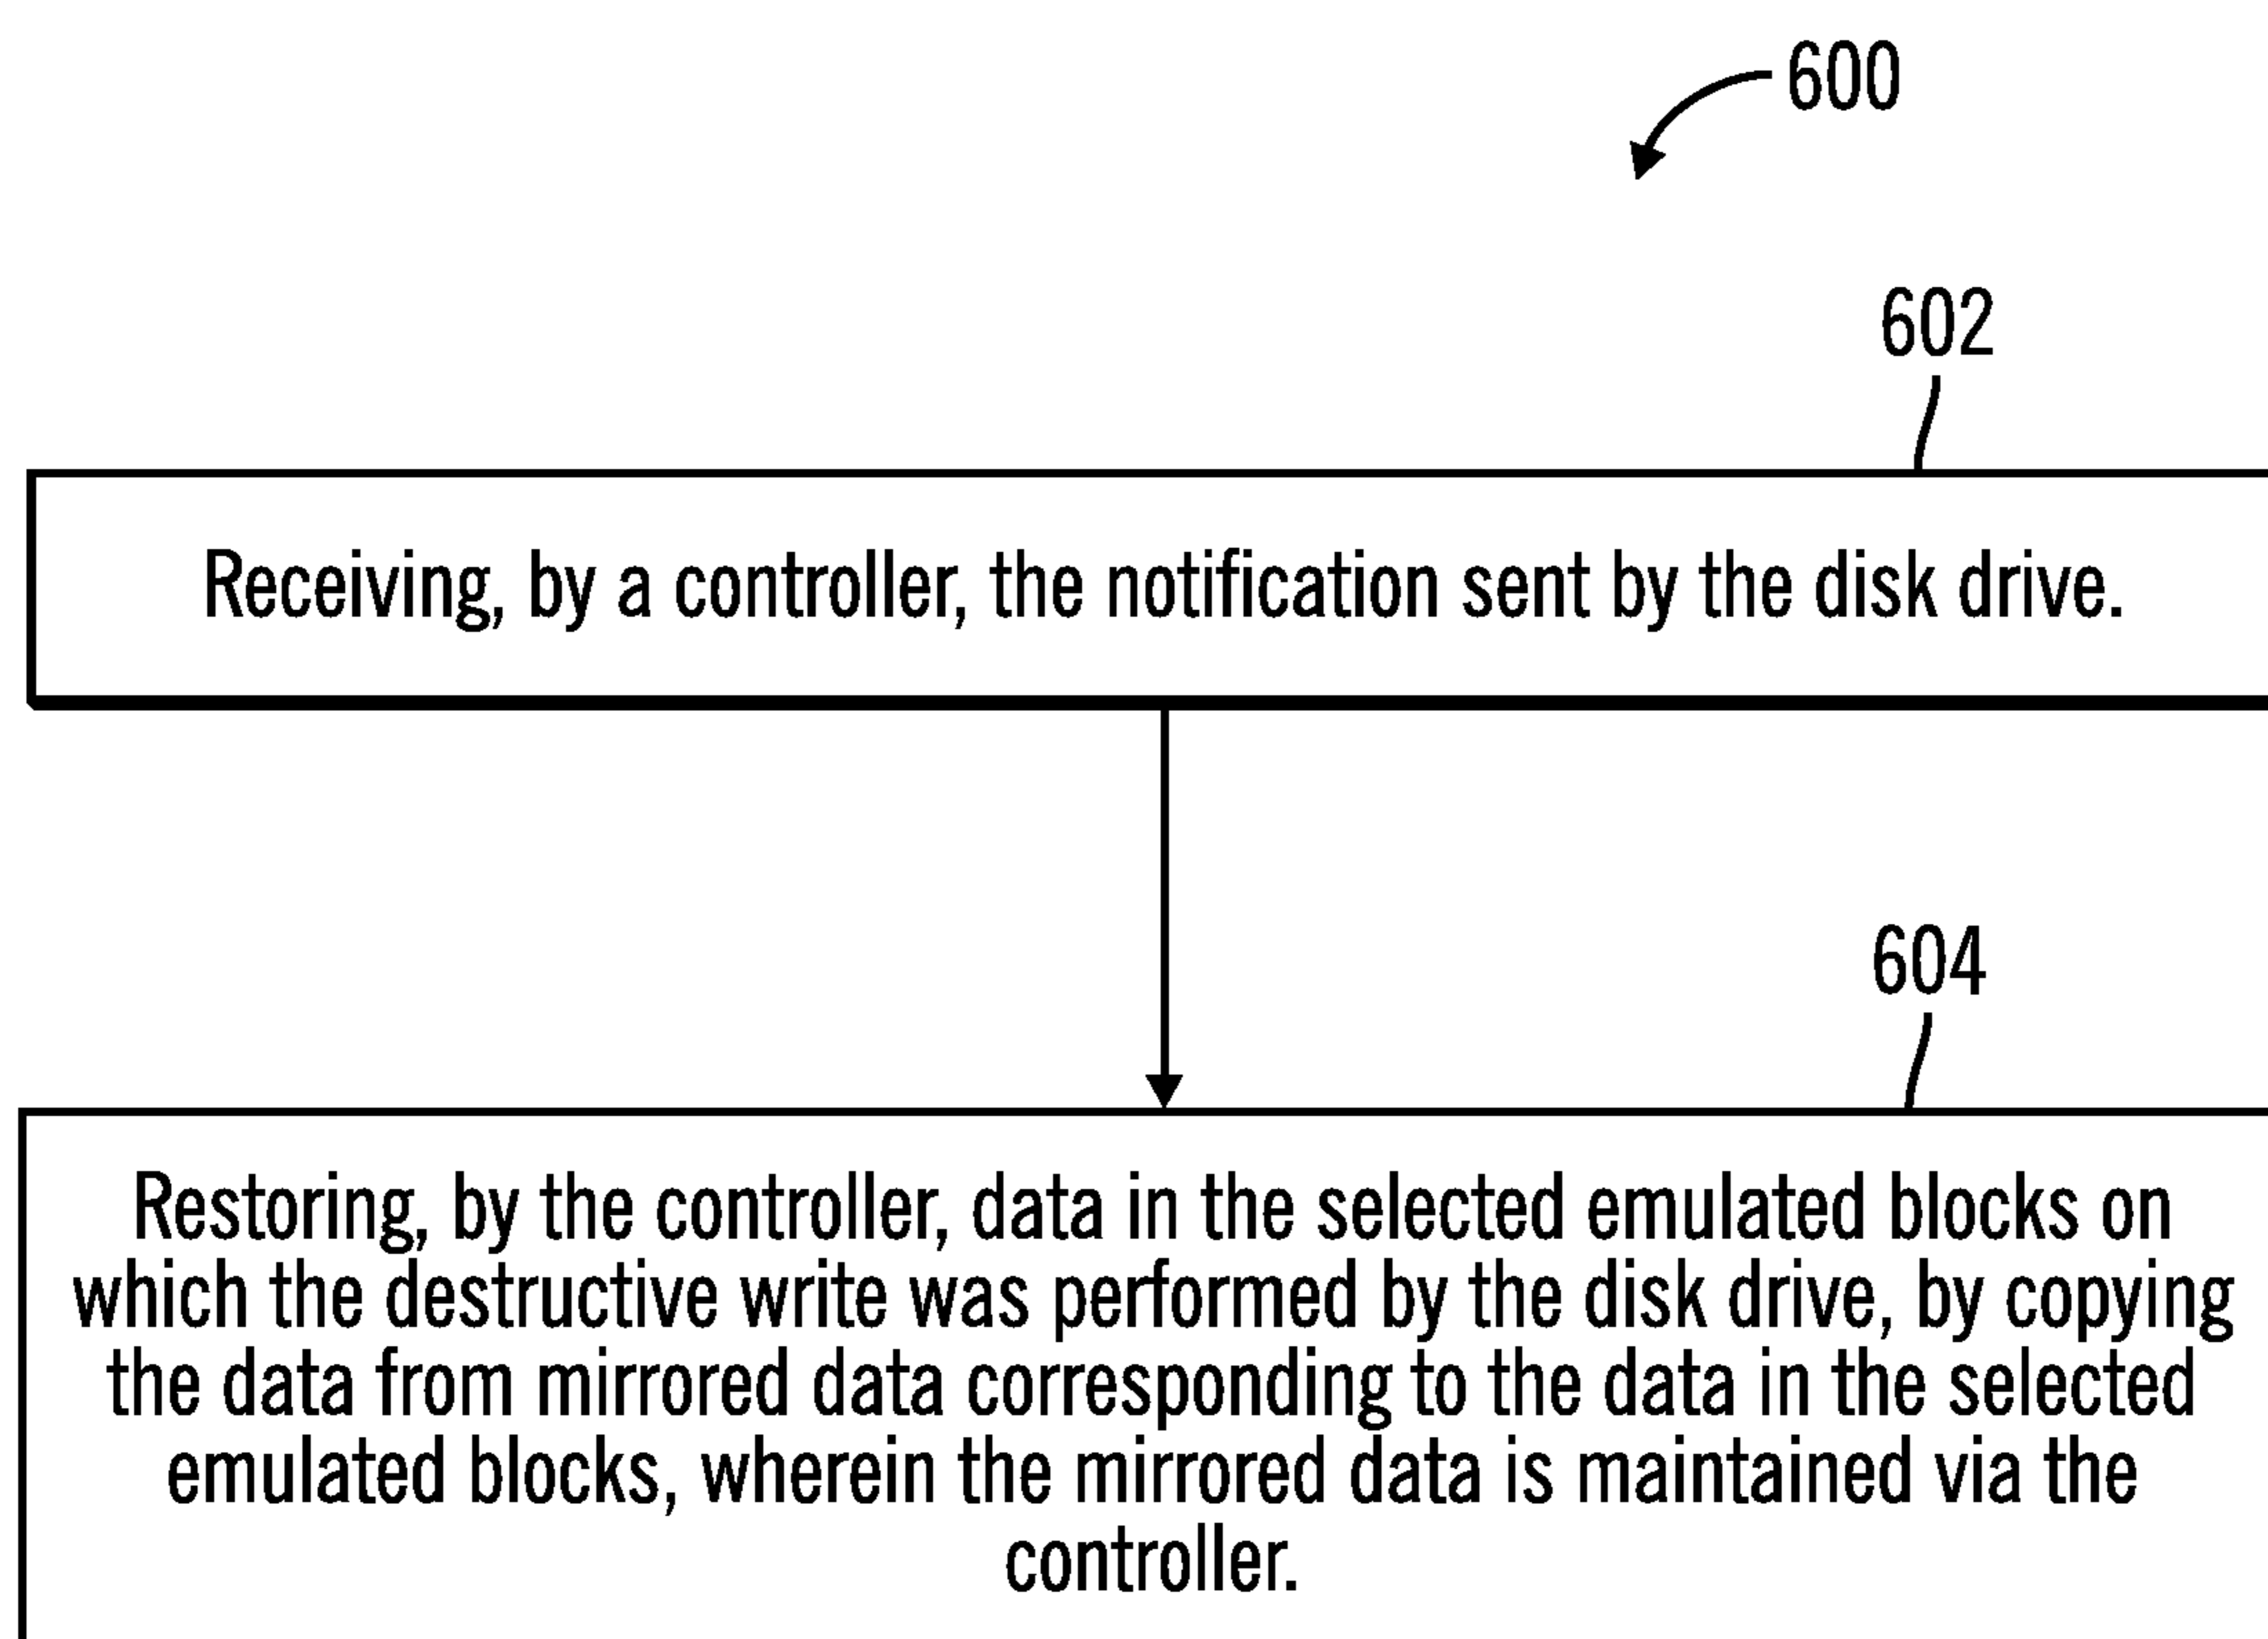 600
602
Receiving, by a controller, the notification sent by the disk drive.
604
Restoring, by the controller, data in the selected emulated blocks on
which the destructive write was performed by the disk drive, by copying
the data from mirrored data corresponding to the data in the selected
emulated blocks, wherein the mirrored data is maintained via the
controller.